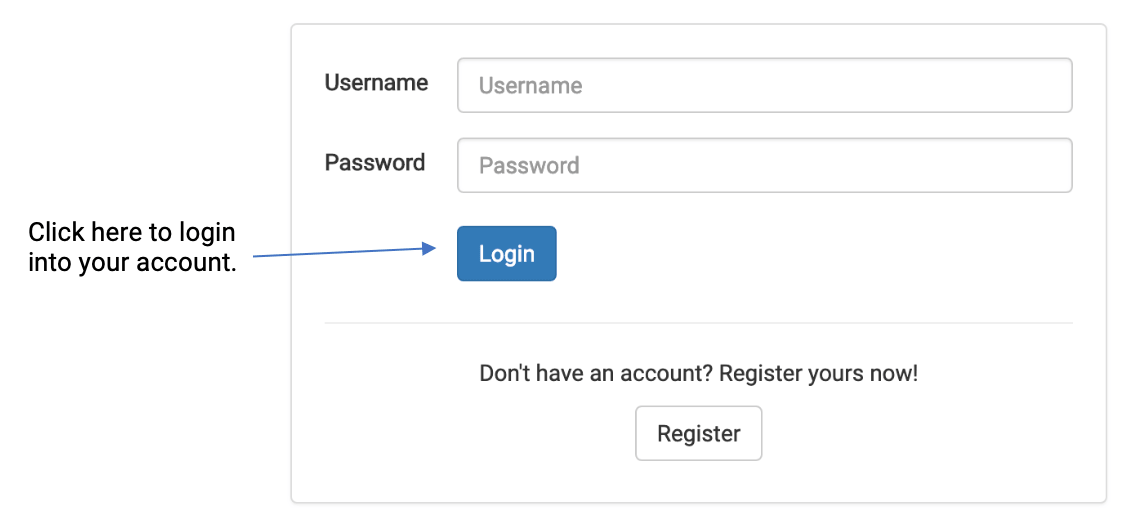 Username
Username
Password
Password
Click here to login
into your account.
Login
Don't have an account? Register yours now!
Register